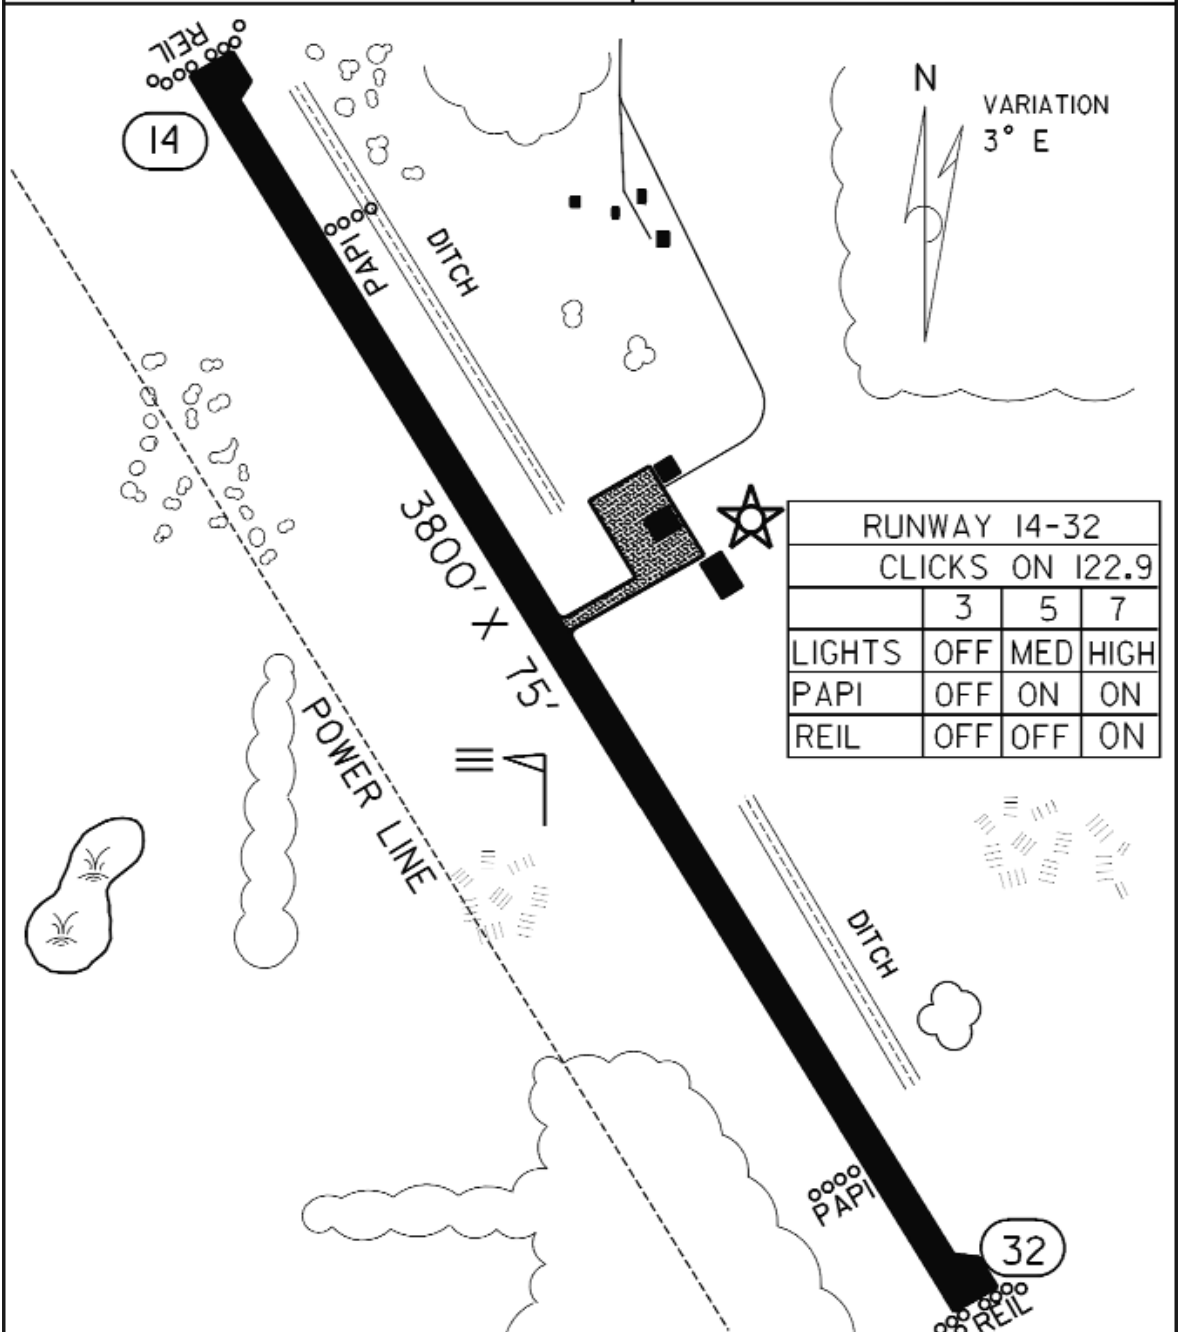 REIL
14
N
VARIATION
3° E
PAPI
DITCH
3800' X 75'
RUNWAY 14-32
CLICKS ON 122.9
3 5 7
LIGHTS OFF MED HIGH
PAPI OFF ON ON
REIL OFF OFF ON
POWER LINE
DITCH
PAPI
32
REIL